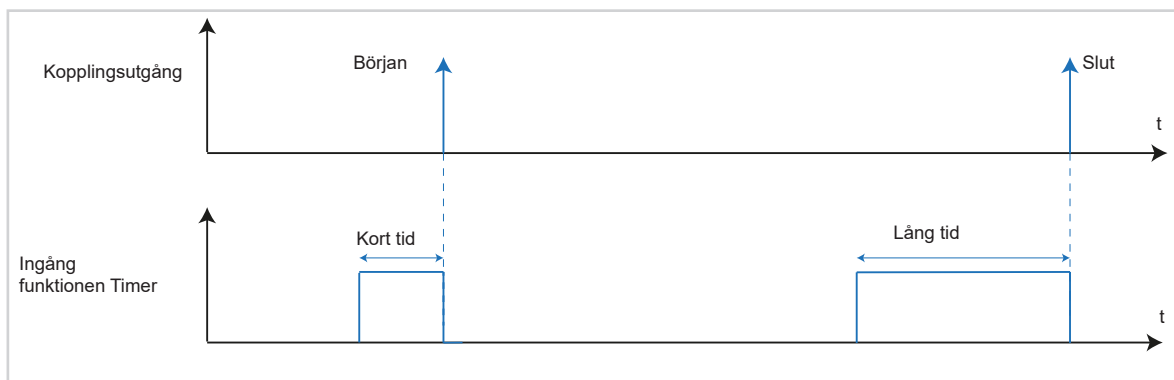 Kopplingsutgång
Början
Slut
t
Kort tid
Lång tid
Ingång
funktionen Timer
t